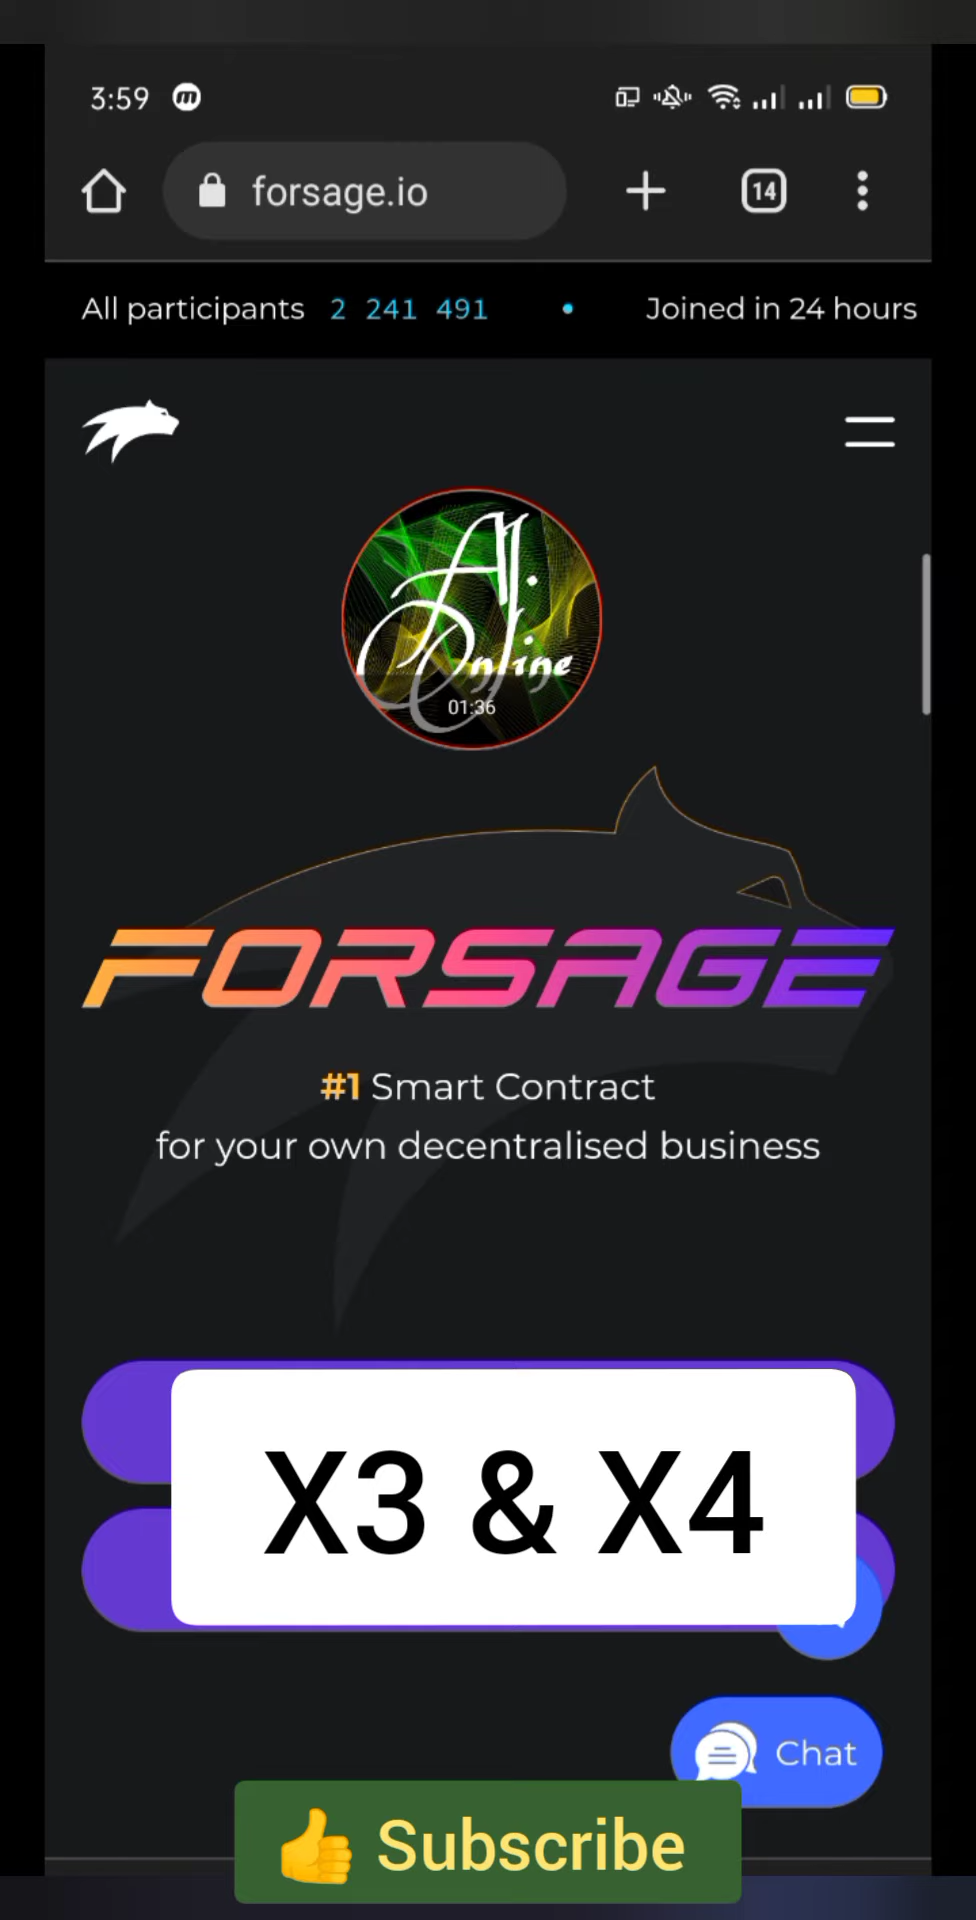 3:59
forsage.io
14
All participants 2 241 491 • Joined in 24 hours
Ali
Online
01:36
FORSAGE
#1 Smart Contract
for your own decentralised business
X3 & X4
Chat
👍 Subscribe